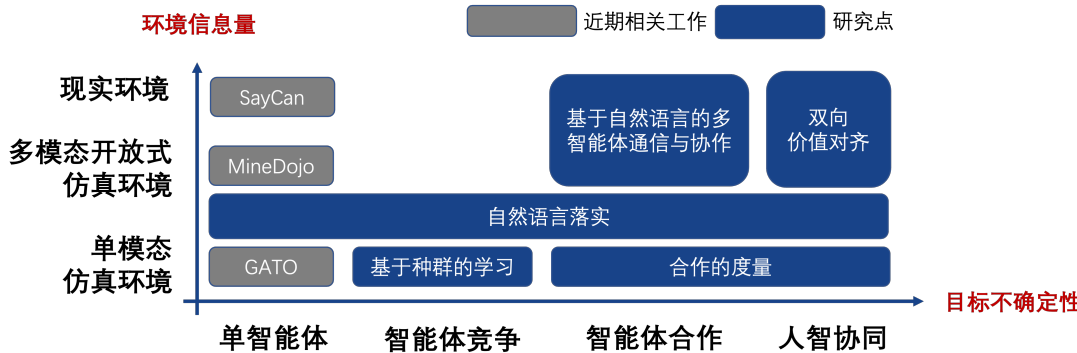 环境信息量
近期相关工作
研究点
现实环境
SayCan
基于自然语言的多
智能体通信与协作
双向
价值对齐
多模态开放式
仿真环境
MineDojo
自然语言落实
单模态
仿真环境
GATO
基于种群的学习
合作的度量
目标不确定性
单智能体
智能体竞争
智能体合作
人智协同